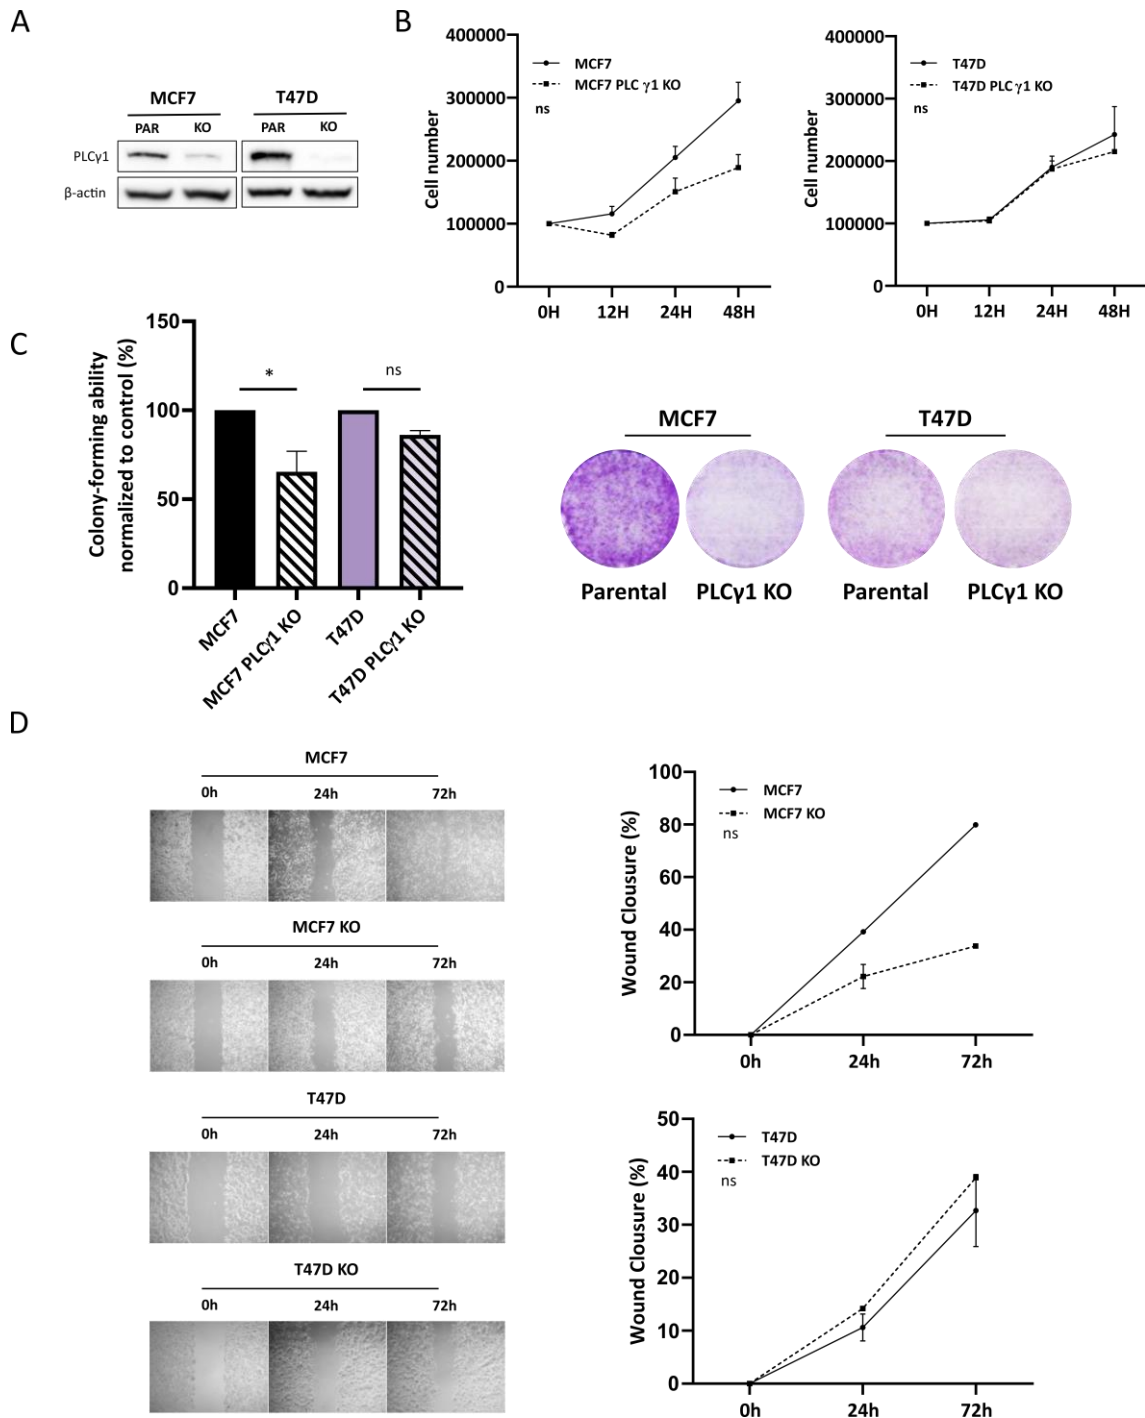 A
MCF7 T47D
PAR KO PAR KO
PLCγ1
β-actin
B
400000
300000
200000
100000
0
Cell number
MCF7
MCF7 PLC γ1 KO
ns
0H 12H 24H 48H
400000
300000
200000
100000
0
Cell number
T47D
T47D PLC γ1 KO
ns
0H 12H 24H 48H
C
Colony-forming ability
normalized to control (%)
150
100
50
0
* ns
MCF7
MCF7 PLCγ1 KO
T47D
T47D PLCγ1 KO
MCF7 T47D
Parental PLCγ1 KO Parental PLCγ1 KO
D
MCF7
0h 24h 72h
MCF7 KO
0h 24h 72h
T47D
0h 24h 72h
T47D KO
0h 24h 72h
Wound Clousure (%)
100
80
60
40
20
0
MCF7
MCF7 KO
ns
0h 24h 72h
Wound Clousure (%)
50
40
30
20
10
0
T47D
T47D KO
ns
0h 24h 72h